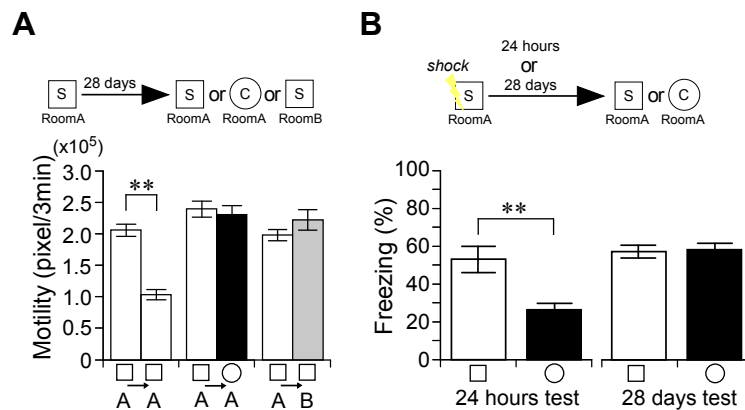 A
28 days
S or C or S
RoomA RoomA RoomA RoomB
(x10⁵)
Motility (pixel/3min)
3.0
2.5
2.0
1.5
1.0
0.5
0
**
A A A A A B
B
24 hours
or
28 days
shock
S
RoomA
S or C
RoomA RoomA
Freezing (%)
100
80
60
40
20
0
**
24 hours test 28 days test